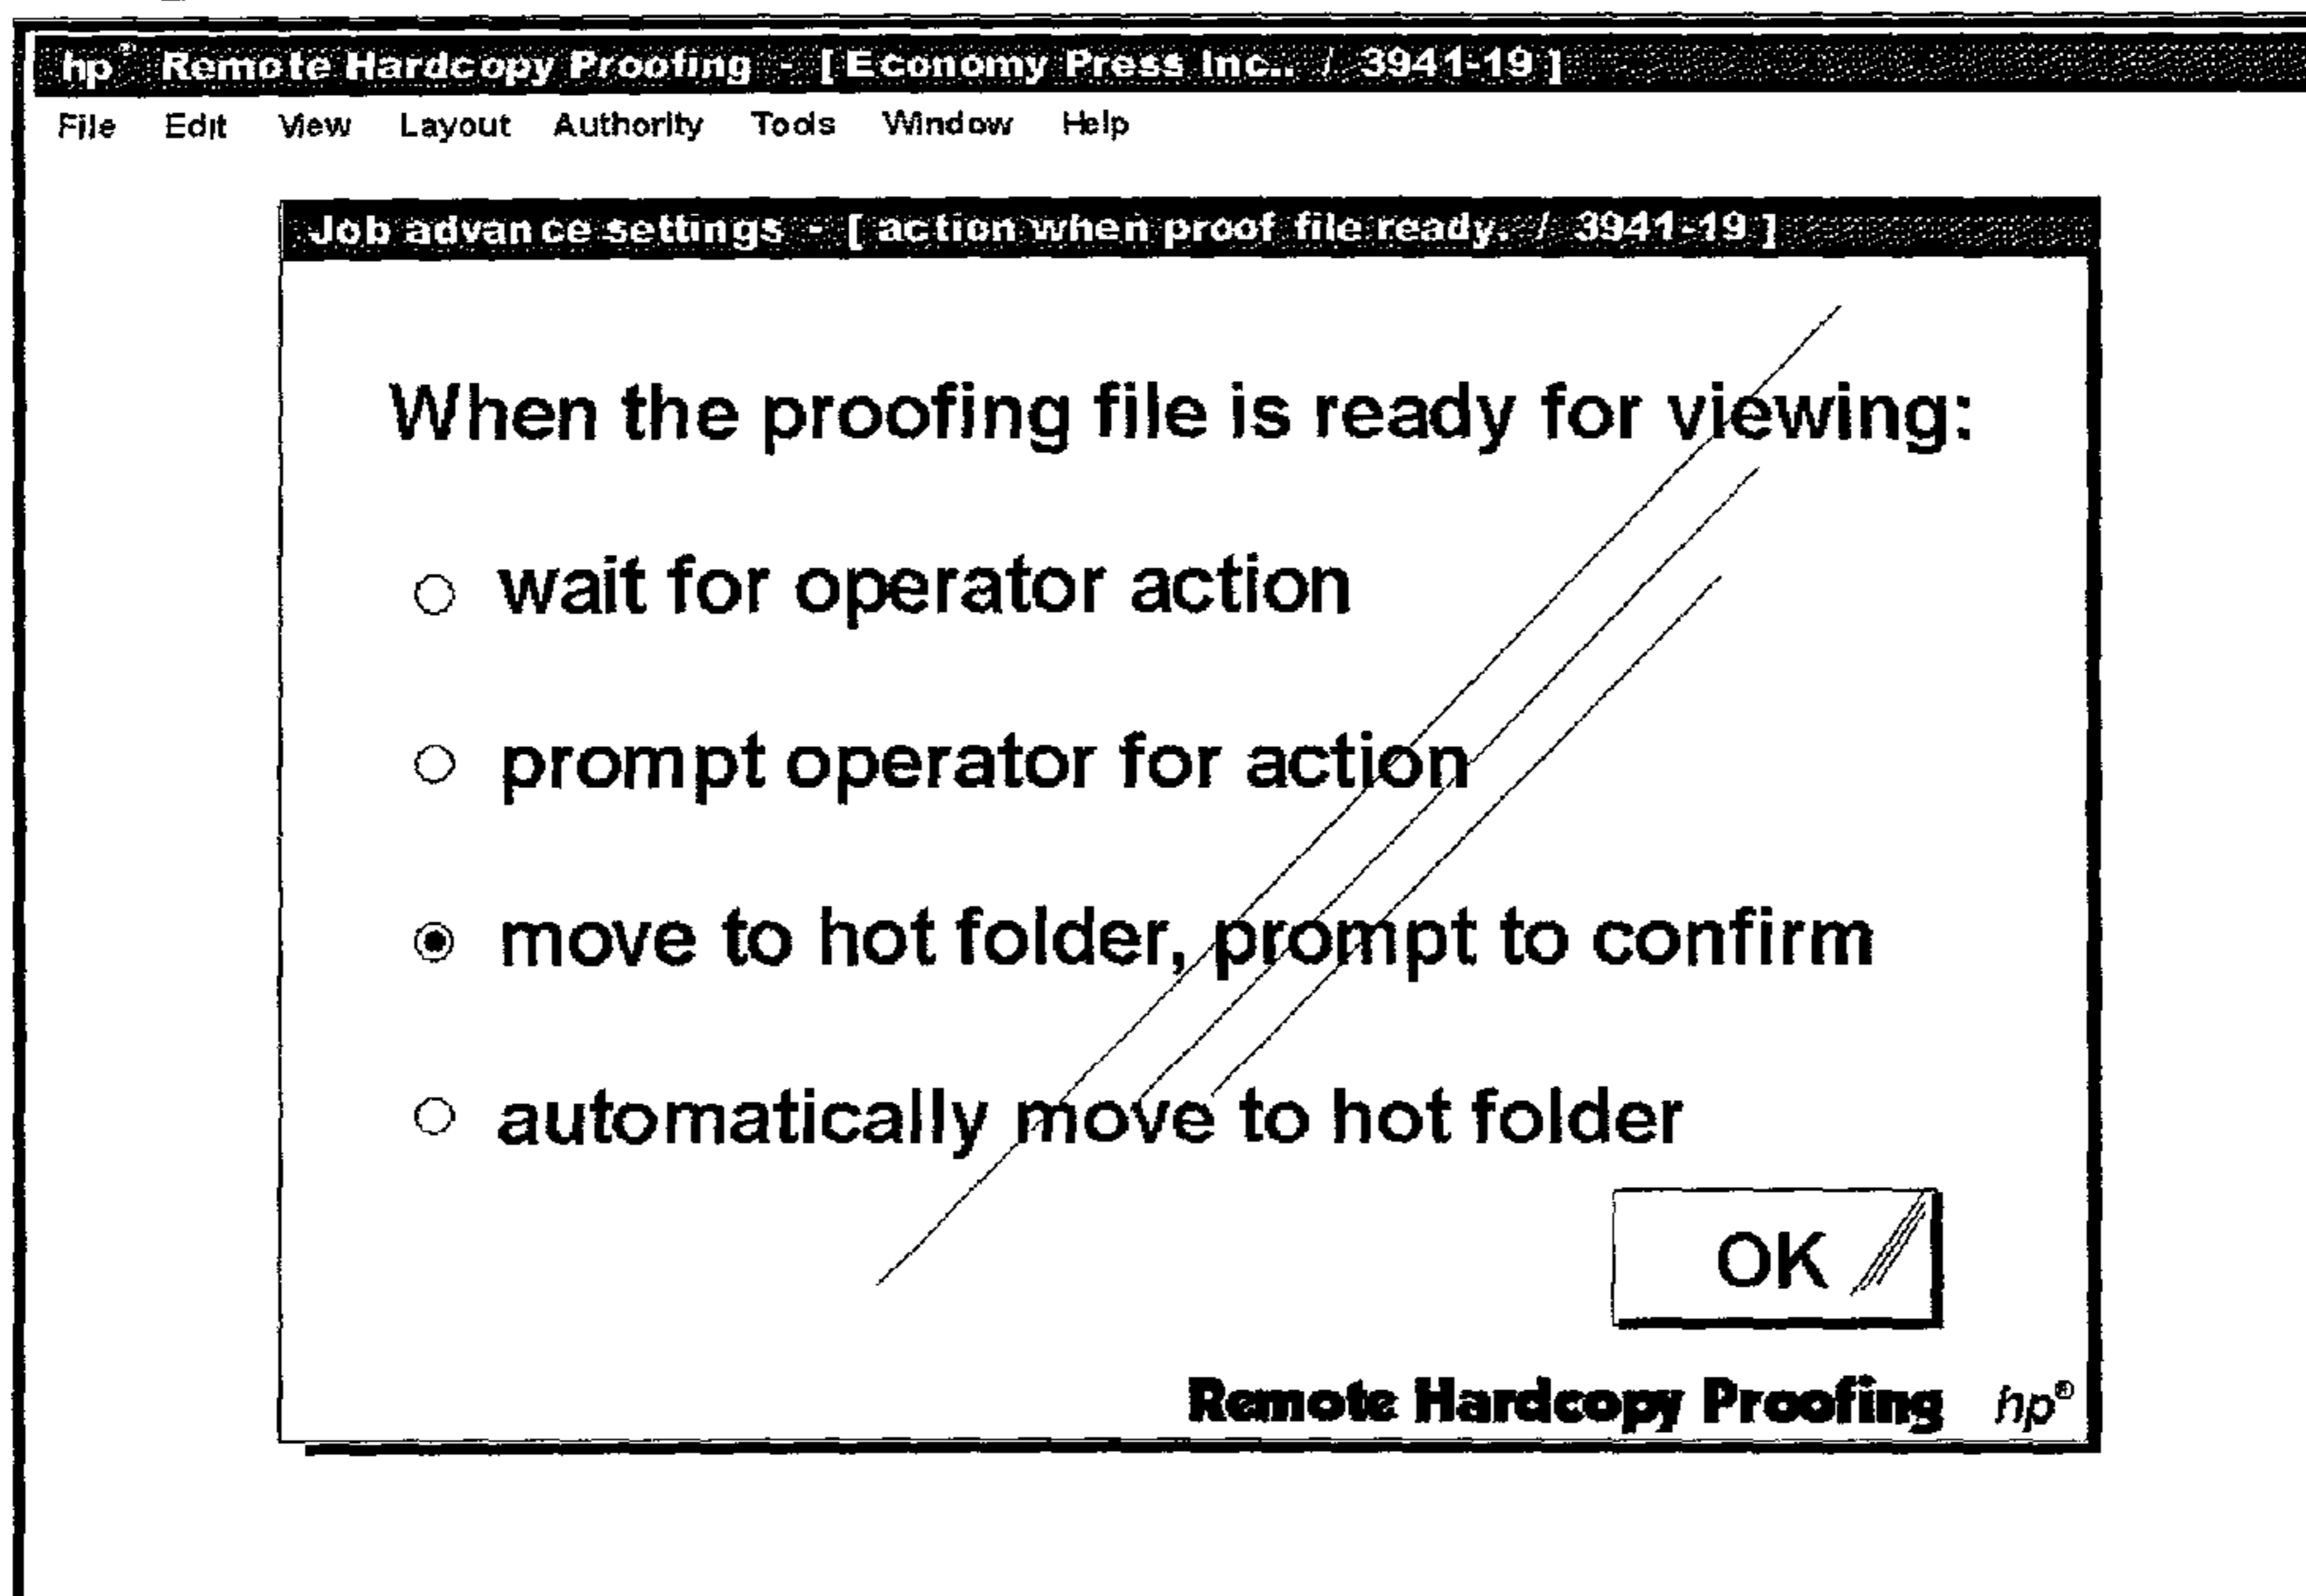 hp® Remote Hardcopy Proofing - [ Economy Press Inc.. / 3941-19 ]
File Edit View Layout Authority Tools Window Help
Job advance settings - [ action when proof file ready. / 3941-19 ]
When the proofing file is ready for viewing:
wait for operator action
prompt operator for action
move to hot folder, prompt to confirm
automatically move to hot folder
OK
Remote Hardcopy Proofing hp®